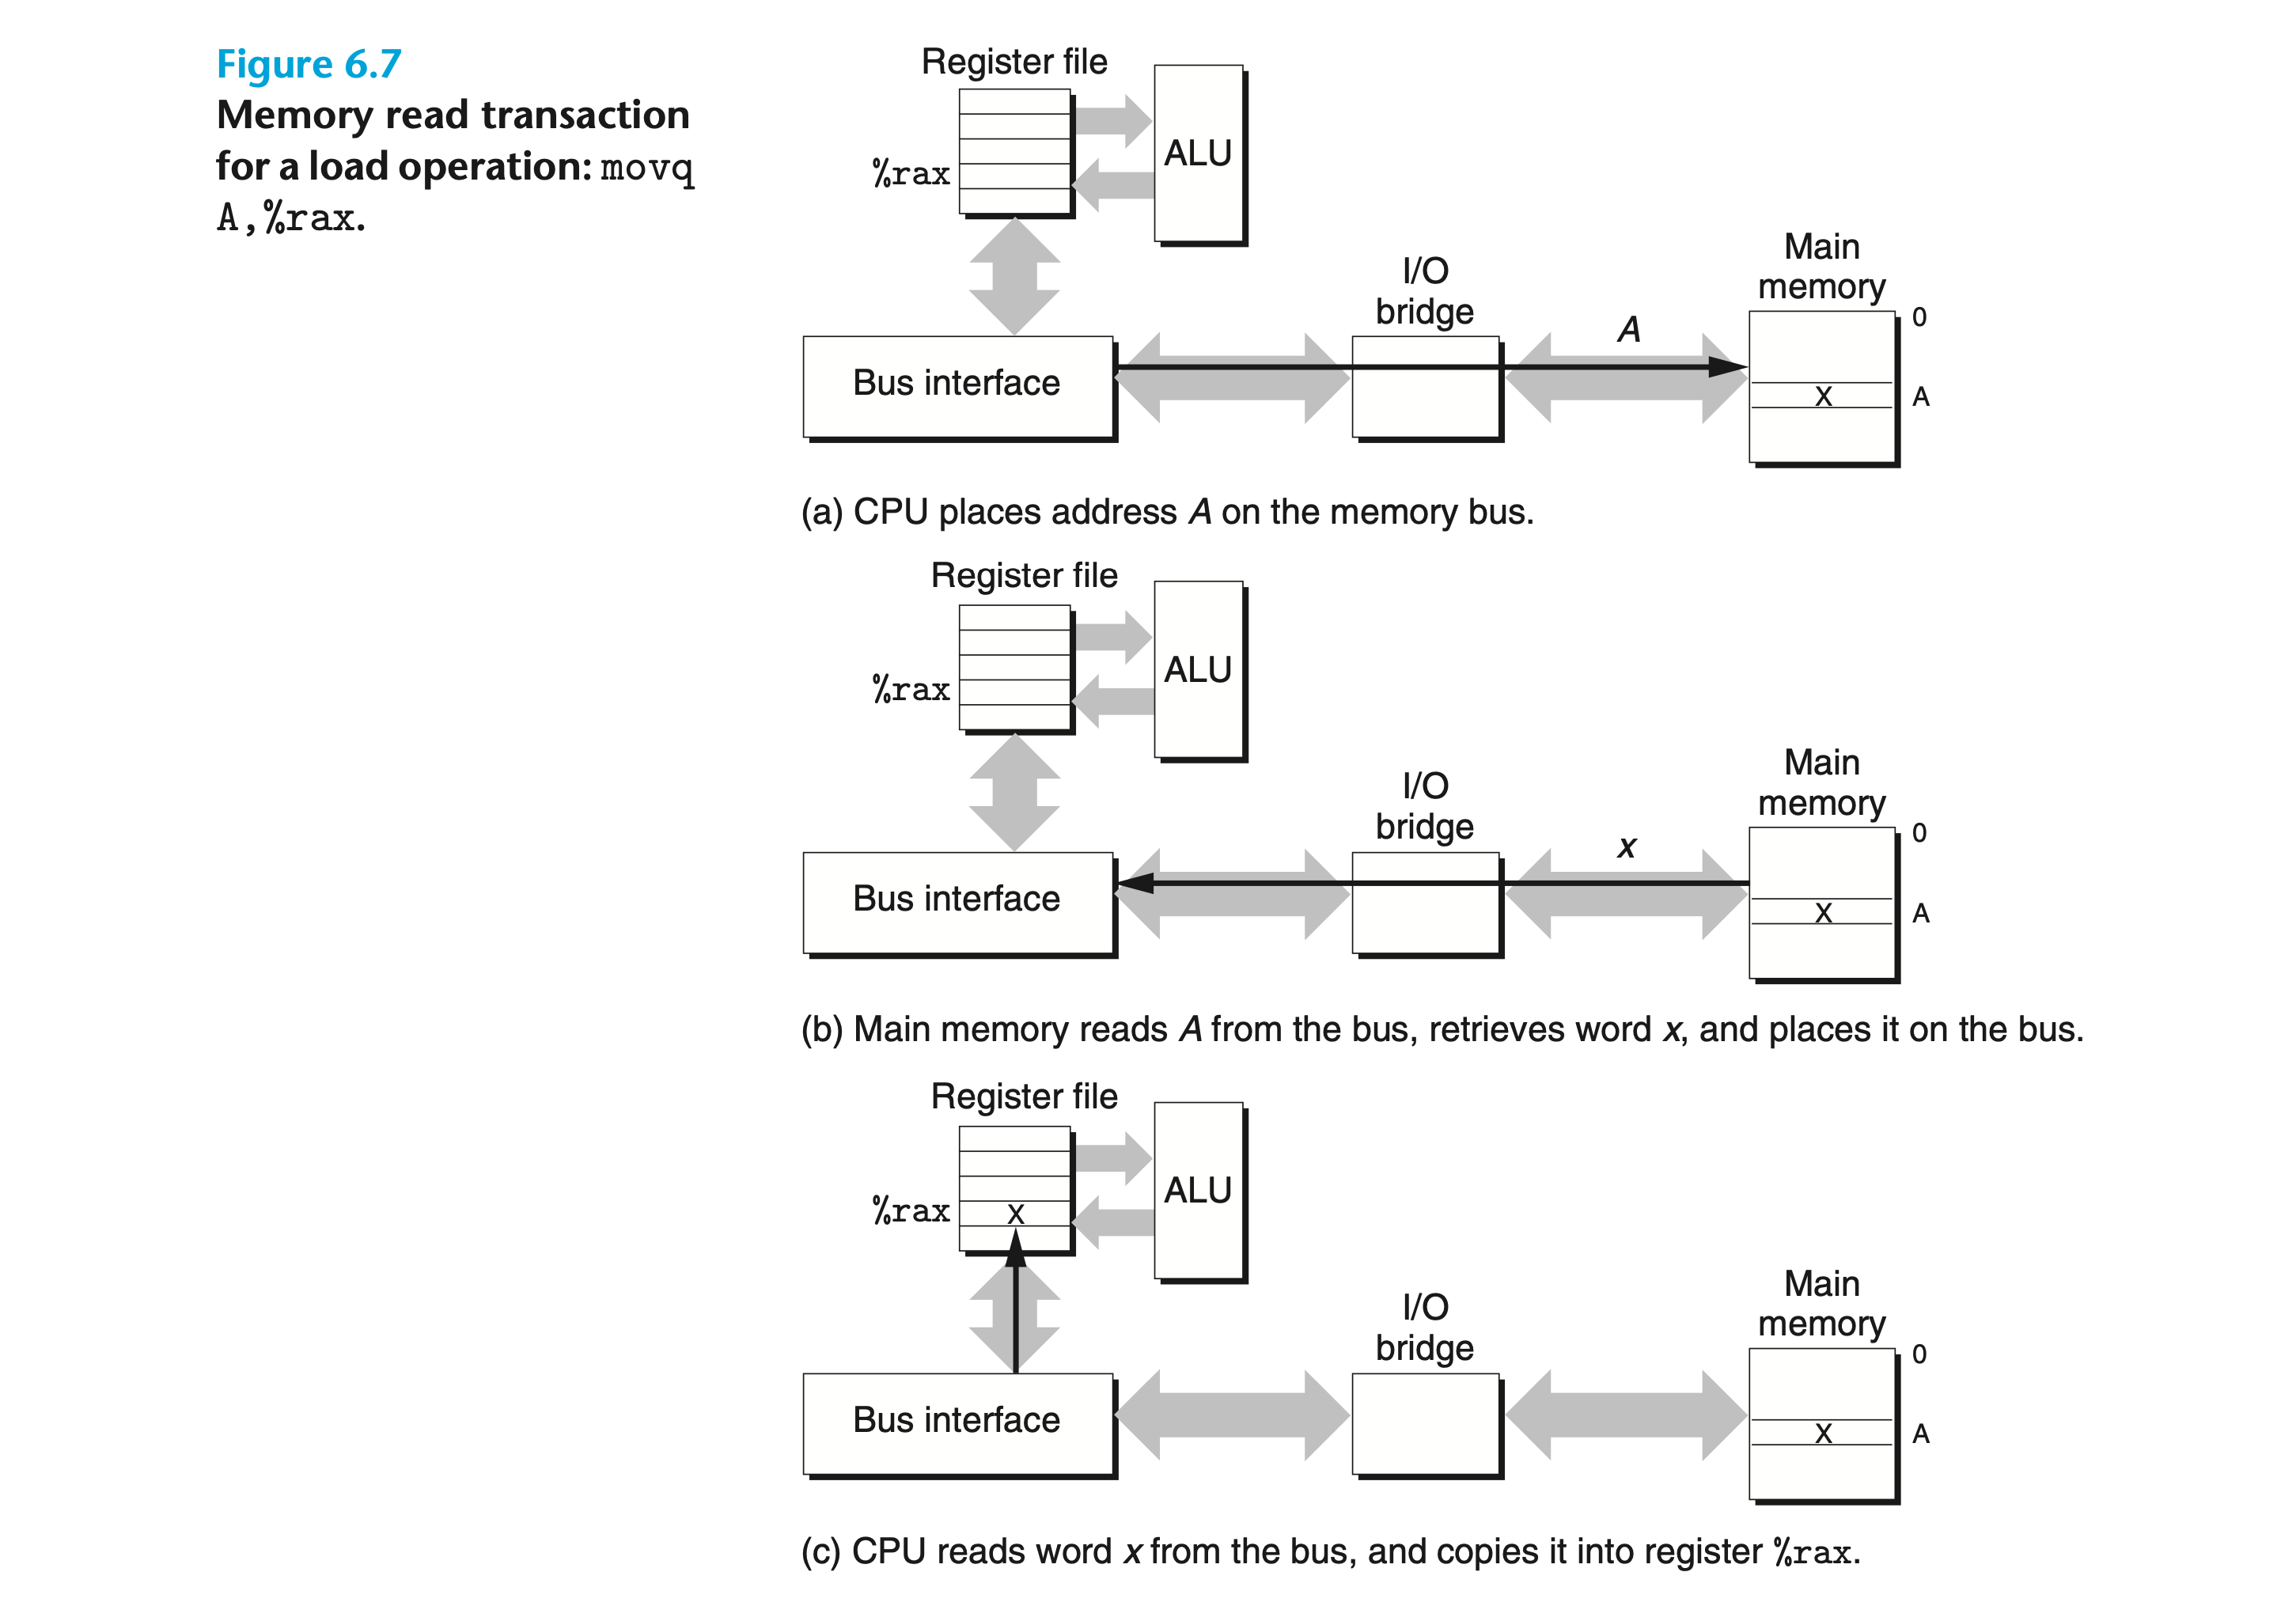 Figure 6.7
Memory read transaction
for a load operation: movq
A,%rax.
Register file
ALU
%rax
Main
memory
I/O
bridge
A
0
Bus interface
x
A
(a) CPU places address A on the memory bus.
Register file
ALU
%rax
Main
memory
I/O
bridge
x
0
Bus interface
x
A
(b) Main memory reads A from the bus, retrieves word x, and places it on the bus.
Register file
ALU
%rax
x
Main
memory
I/O
bridge
0
Bus interface
x
A
(c) CPU reads word x from the bus, and copies it into register %rax.